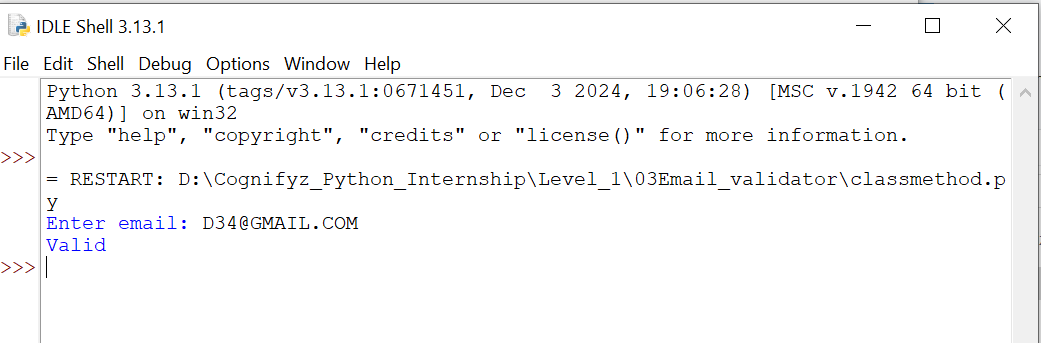 IDLE Shell 3.13.1
File Edit Shell Debug Options Window Help
Python 3.13.1 (tags/v3.13.1:0671451, Dec  3 2024, 19:06:28) [MSC v.1942 64 bit (
AMD64)] on win32
Type "help", "copyright", "credits" or "license()" for more information.
>>>
= RESTART: D:\Cognifyz_Python_Internship\Level_1\03Email_validator\classmethod.p
y
Enter email: D34@GMAIL.COM
Valid
>>>